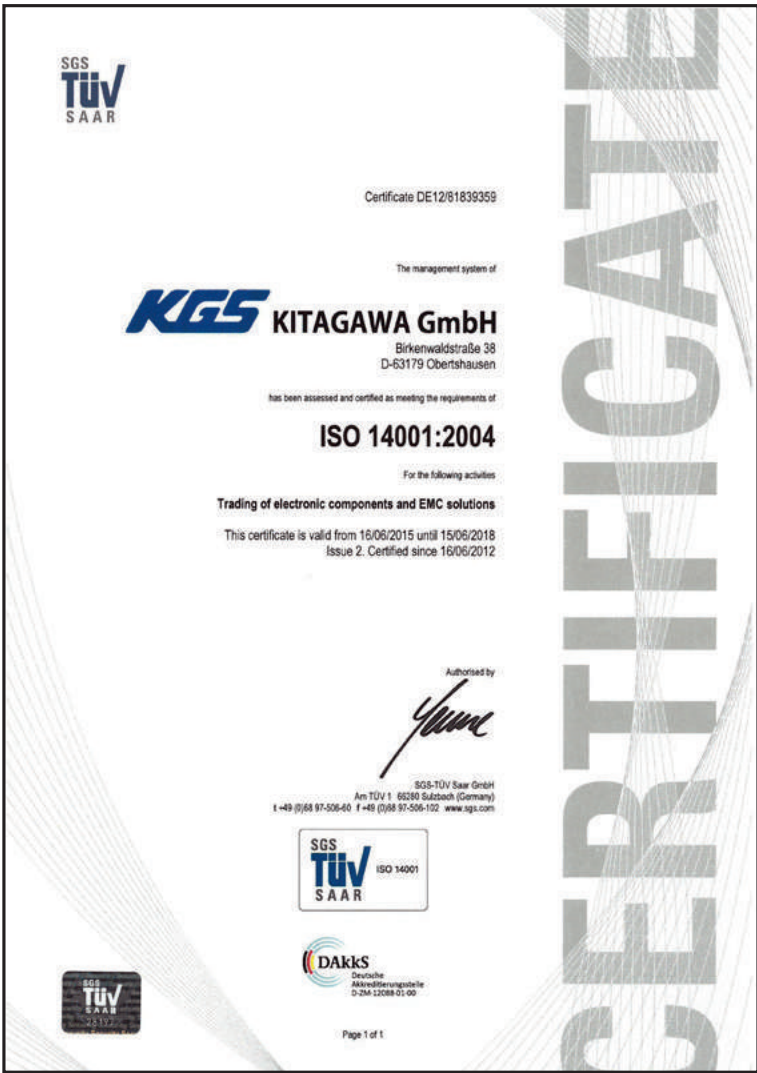 SGS
TÜV
SAAR
Certificate DE12/81839359
The management system of
KGS KITAGAWA GmbH
Birkenwaldstraße 38
D-63179 Obertshausen
has been assessed and certified as meeting the requirements of
ISO 14001:2004
For the following activities
Trading of electronic components and EMC solutions
This certificate is valid from 16/06/2015 until 15/06/2018
Issue 2. Certified since 16/06/2012
Authorised by
SGS-TÜV Saar GmbH
Am TÜV 1 66280 Sulzbach (Germany)
t +49 (0)68 97-506-60 f +49 (0)68 97-506-102 www.sgs.com
SGS
TÜV
SAAR
ISO 14001
DAkkS
Deutsche
Akkreditierungsstelle
D-ZM-12088-01-00
SGS
TÜV
SAAR
Page 1 of 1
CERTIFICATE